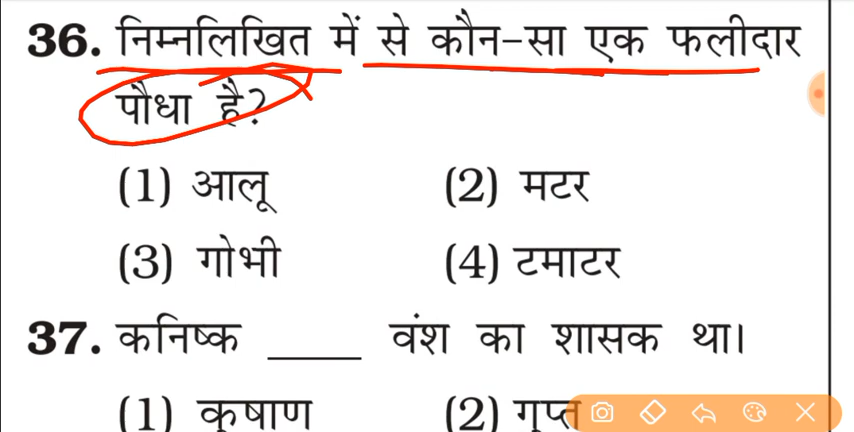 36. निम्नलिखित में से कौन-सा एक फलीदार
पौधा है?
(1) आलू (2) मटर
(3) गोभी (4) टमाटर
37. कनिष्क ____ वंश का शासक था।
(1) कुषाण (2) गुप्त